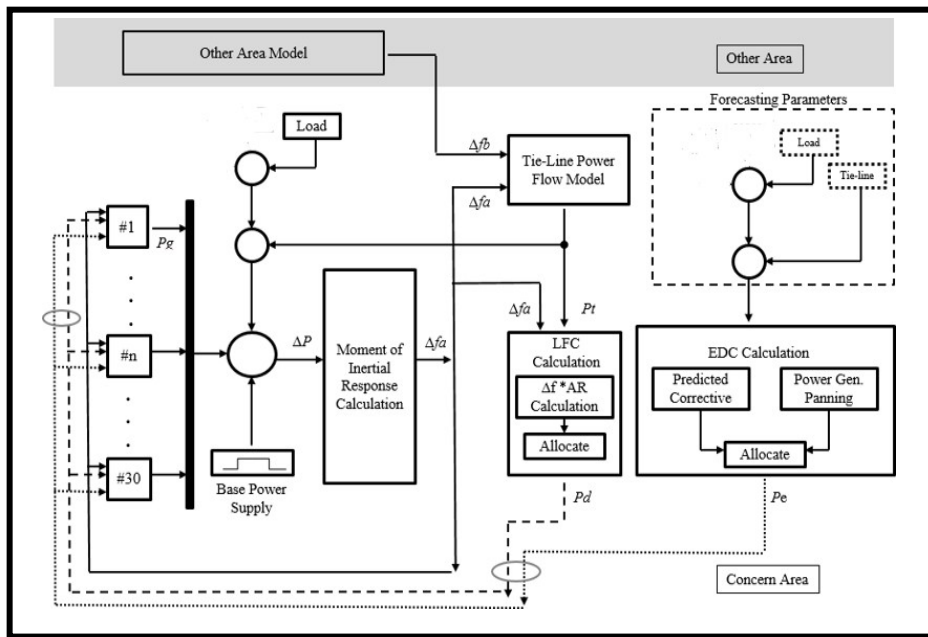 Other Area Model
Other Area
Forecasting Parameters
Load
Δfb
Tie-Line Power
Flow Model
Δfa
Load
Tie-line
#1
Pg
#n
#30
ΔP
Moment of
Inertial
Response
Calculation
Δfa
Base Power
Supply
Δfa
Pt
LFC
Calculation
Δf *AR
Calculation
Allocate
EDC Calculation
Predicted
Corrective
Power Gen.
Panning
Allocate
Pd
Pe
Concern Area